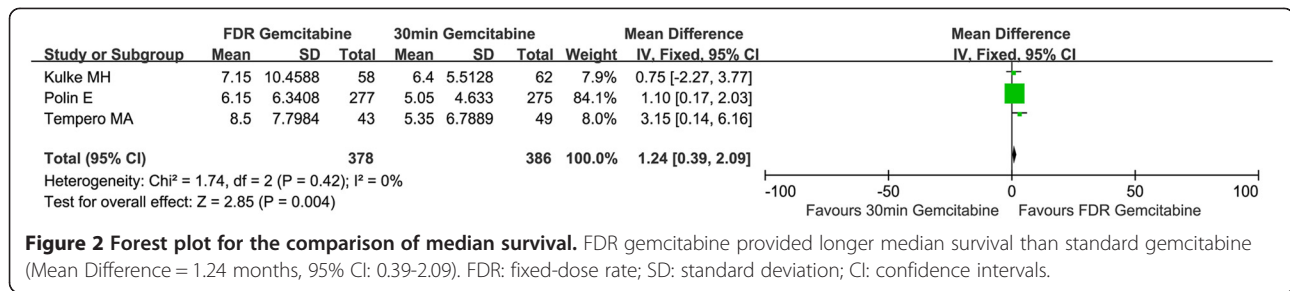 FDR Gemcitabine 30min Gemcitabine Mean Difference Mean Difference
Study or Subgroup Mean SD Total Mean SD Total Weight IV, Fixed, 95% CI IV, Fixed, 95% CI
Kulke MH 7.15 10.4588 58 6.4 5.5128 62 7.9% 0.75 [-2.27, 3.77]
Polin E 6.15 6.3408 277 5.05 4.633 275 84.1% 1.10 [0.17, 2.03]
Tempero MA 8.5 7.7984 43 5.35 6.7889 49 8.0% 3.15 [0.14, 6.16]
Total (95% CI) 378 386 100.0% 1.24 [0.39, 2.09]
Heterogeneity: Chi² = 1.74, df = 2 (P = 0.42); I² = 0%
Test for overall effect: Z = 2.85 (P = 0.004)
-100 -50 0 50 100
Favours 30min Gemcitabine Favours FDR Gemcitabine
Figure 2 Forest plot for the comparison of median survival. FDR gemcitabine provided longer median survival than standard gemcitabine
(Mean Difference = 1.24 months, 95% CI: 0.39-2.09). FDR: fixed-dose rate; SD: standard deviation; CI: confidence intervals.